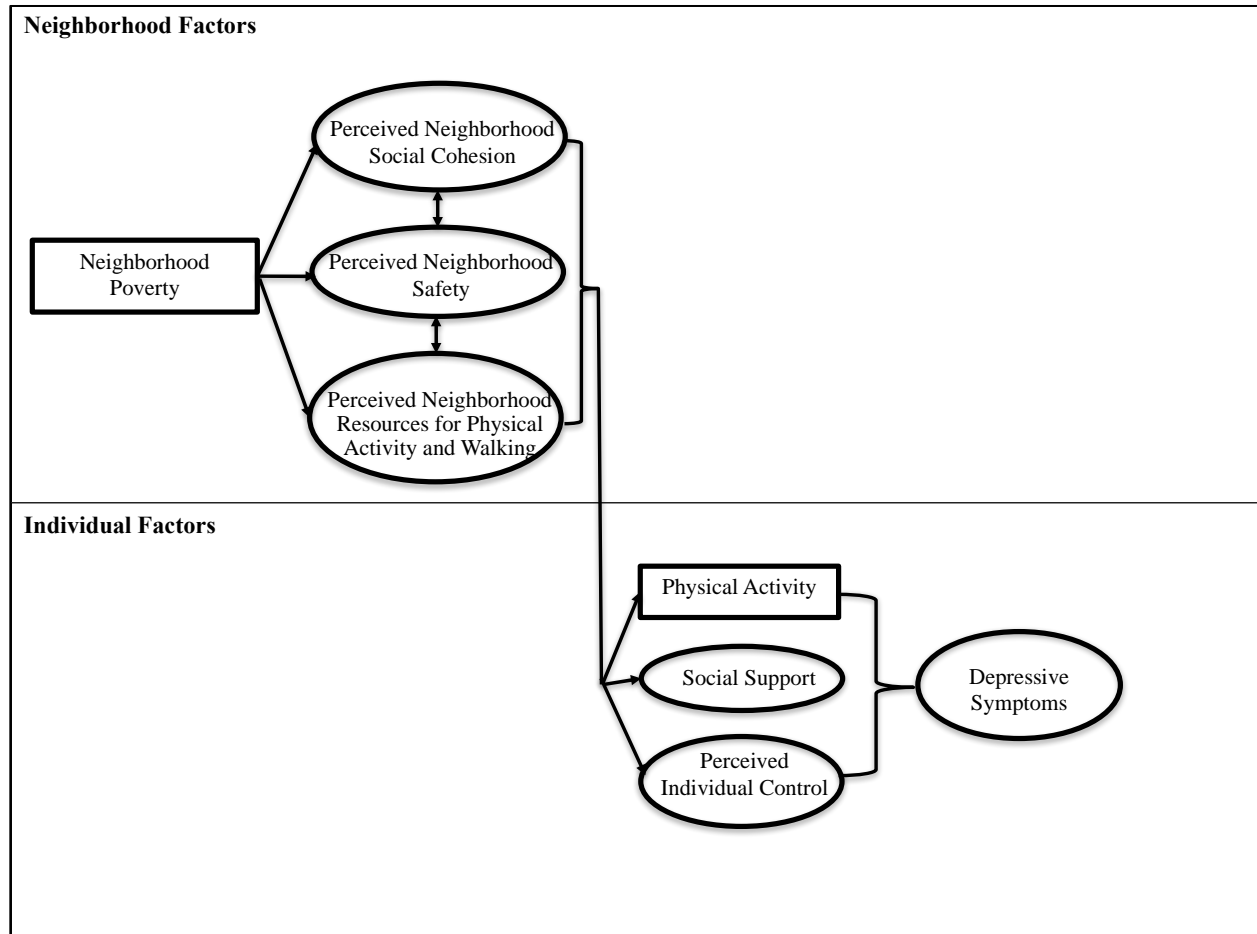 Neighborhood Factors
Perceived Neighborhood
Social Cohesion
Neighborhood
Poverty
Perceived Neighborhood
Safety
Perceived Neighborhood
Resources for Physical
Activity and Walking
Individual Factors
Physical Activity
Social Support
Depressive
Symptoms
Perceived
Individual Control